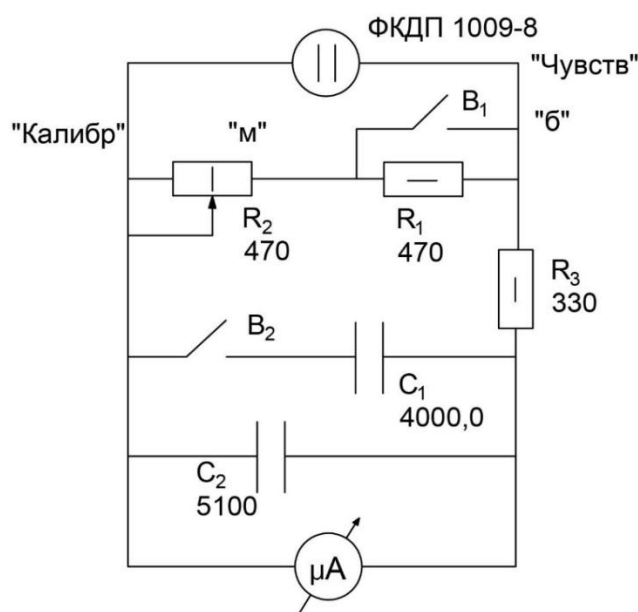 ФКДП 1009-8
"Чувств"
B₁
"б"
"Калибр"
"м"
R₂
470
R₁
470
R₃
330
B₂
C₁
4000,0
C₂
5100
μA